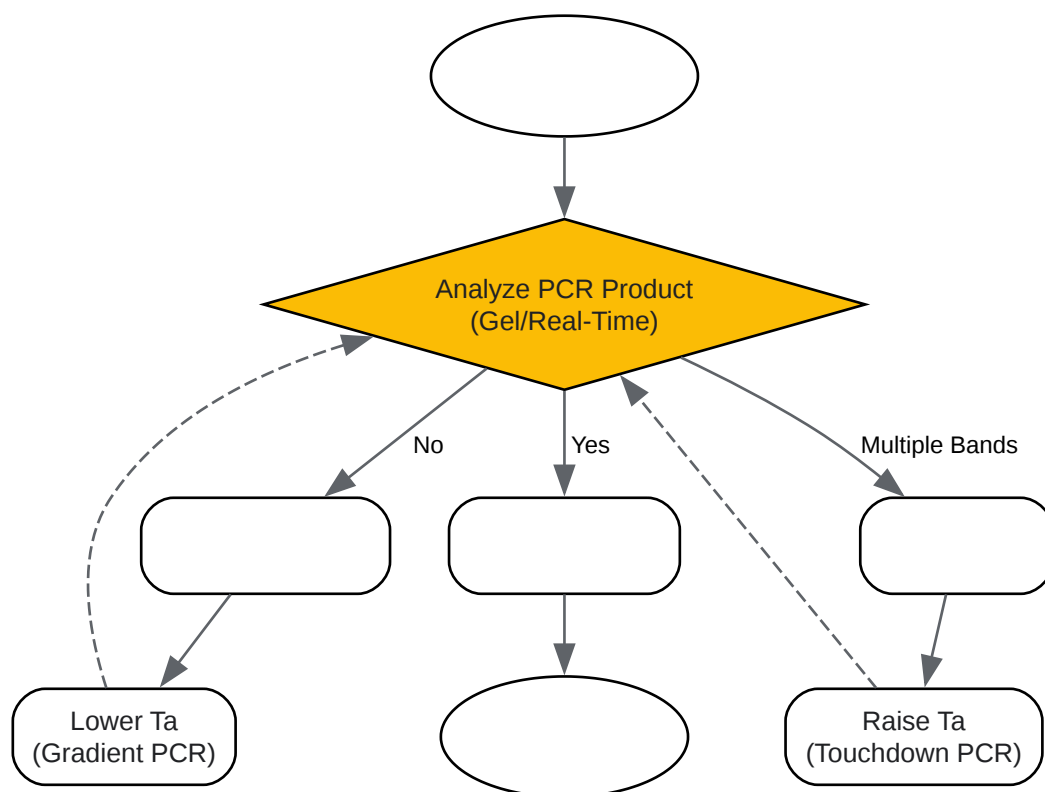 Analyze PCR Product
(Gel/Real-Time)
No
Yes
Multiple Bands
Lower Ta
(Gradient PCR)
Raise Ta
(Touchdown PCR)